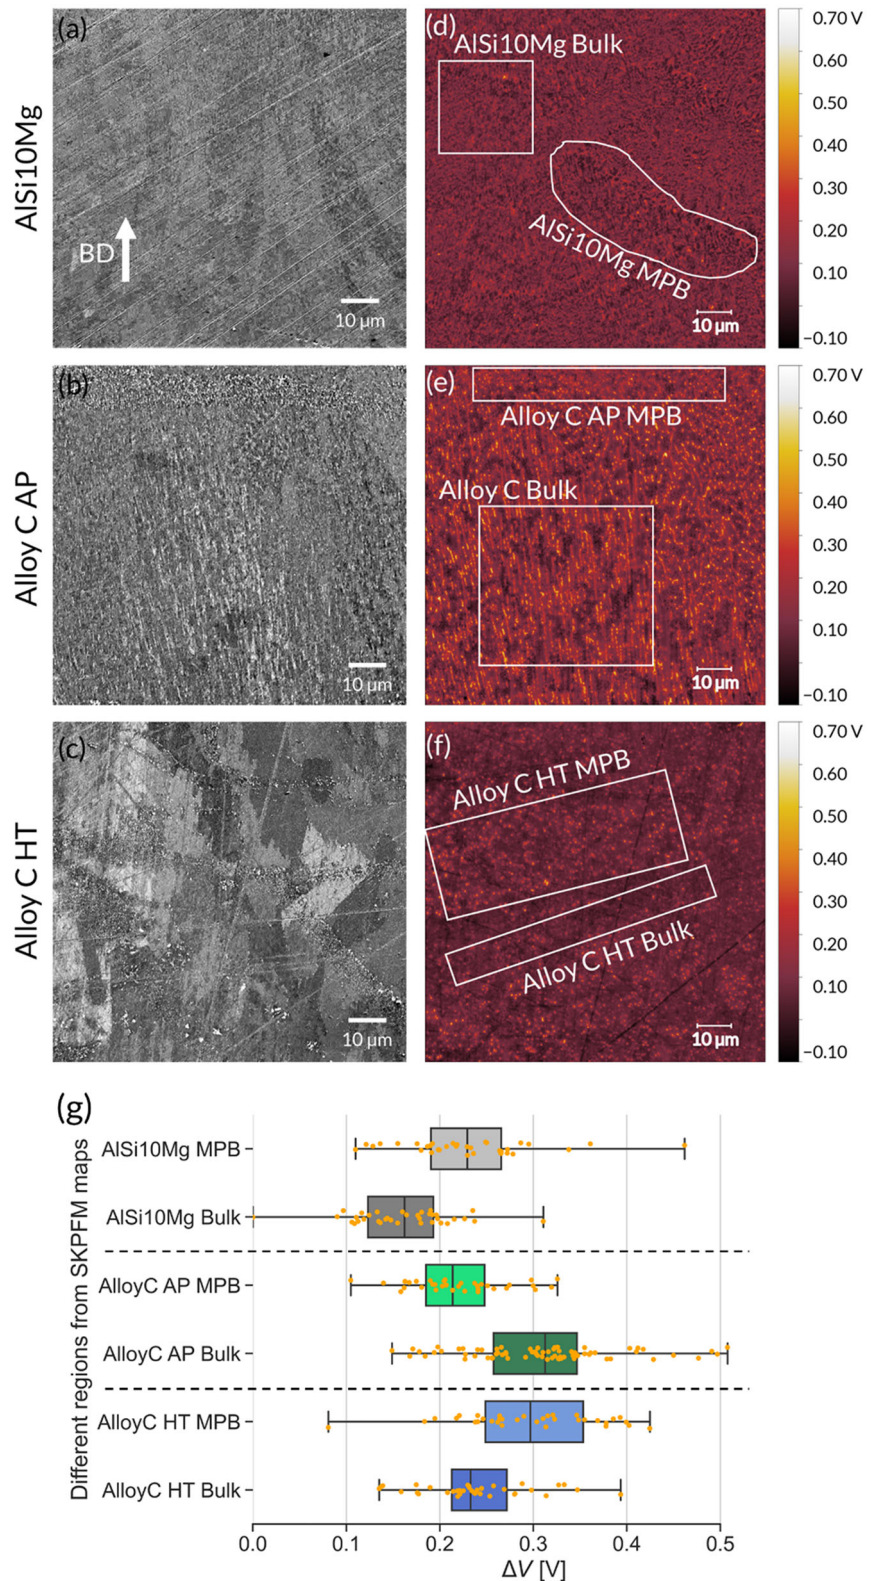 AlSi10Mg
(a)
BD
10 µm
(d)
AlSi10Mg Bulk
AlSi10Mg MPB
10 µm
0.70 V
0.60
0.50
0.40
0.30
0.20
0.10
−0.10
Alloy C AP
(b)
10 µm
(e)
Alloy C AP MPB
Alloy C Bulk
10 µm
0.70 V
0.60
0.50
0.40
0.30
0.20
0.10
−0.10
Alloy C HT
(c)
10 µm
(f)
Alloy C HT MPB
Alloy C HT Bulk
10 µm
0.70 V
0.60
0.50
0.40
0.30
0.20
0.10
−0.10
(g)
Different regions from SKPFM maps
AlSi10Mg MPB
AlSi10Mg Bulk
AlloyC AP MPB
AlloyC AP Bulk
AlloyC HT MPB
AlloyC HT Bulk
0.0 0.1 0.2 0.3 0.4 0.5
ΔV [V]